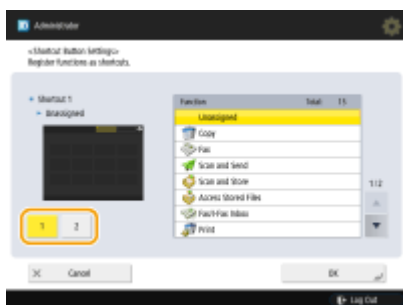 ID Administrator
<Shortcut Button Settings>
Register functions as shortcuts.
Shortcut 1
Unassigned
Function Total: 15
Unassigned
Copy
Fax
Scan and Send
Scan and Store
Access Stored Files
Fax/I-Fax Inbox
Print
1/2
1 2
Cancel
OK
Log Out